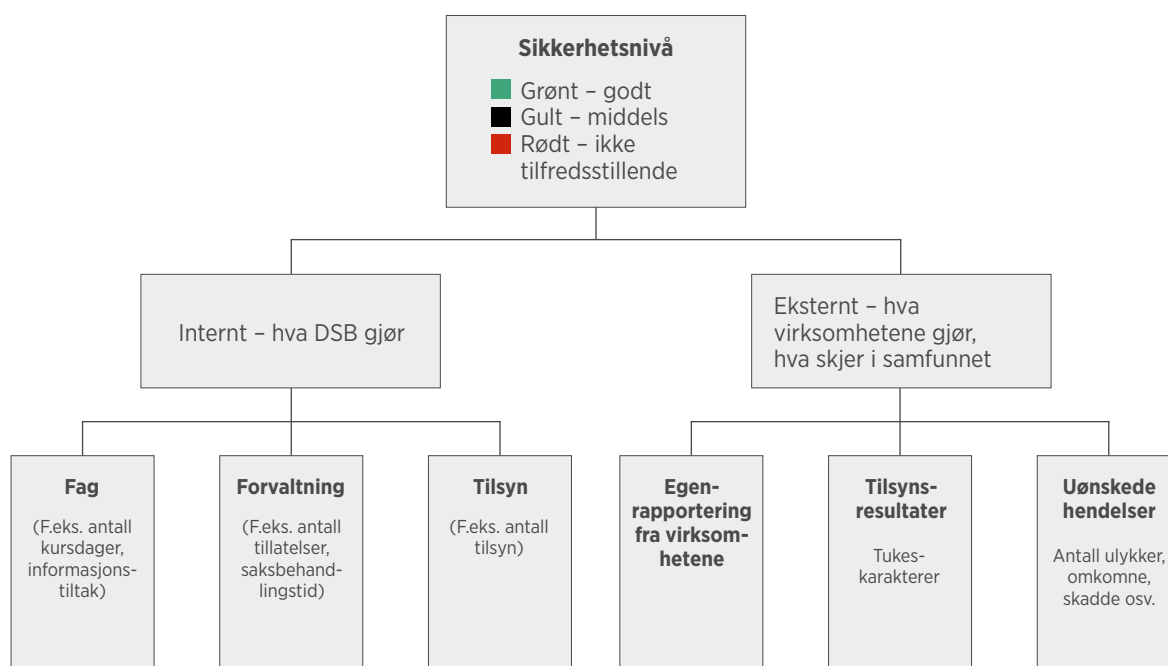 Sikkerhetsnivå
Grønt – godt
Gult – middels
Rødt – ikke
tilfredsstillende
Internt – hva DSB gjør
Eksternt – hva
virksomhetene gjør,
hva skjer i samfunnet
Fag
(F.eks. antall
kursdager,
informasjons-
tiltak)
Forvaltning
(F.eks. antall
tillatelser,
saksbehand-
lingstid)
Tilsyn
(F.eks. antall
tilsyn)
Egen-
rapportering
fra virksom-
hetene
Tilsyns-
resultater
Tukes-
karakterer
Uønskede
hendelser
Antall ulykker,
omkomne,
skadde osv.